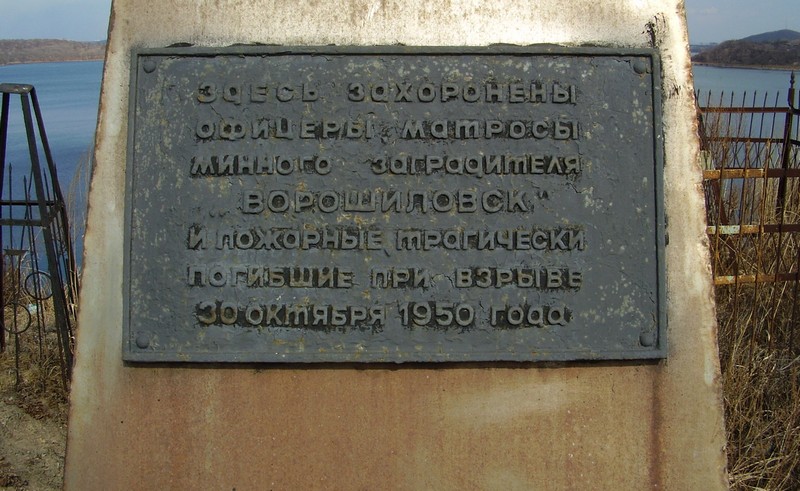 ЗДЕСЬ ЗАХОРОНЕНЫ
ОФИЦЕРЫ, МАТРОСЫ
МИННОГО ЗАГРАДИТЕЛЯ
„ВОРОШИЛОВСК“
И ПОЖАРНЫЕ ТРАГИЧЕСКИ
ПОГИБШИЕ ПРИ ВЗРЫВЕ
30 ОКТЯБРЯ 1950 ГОДА